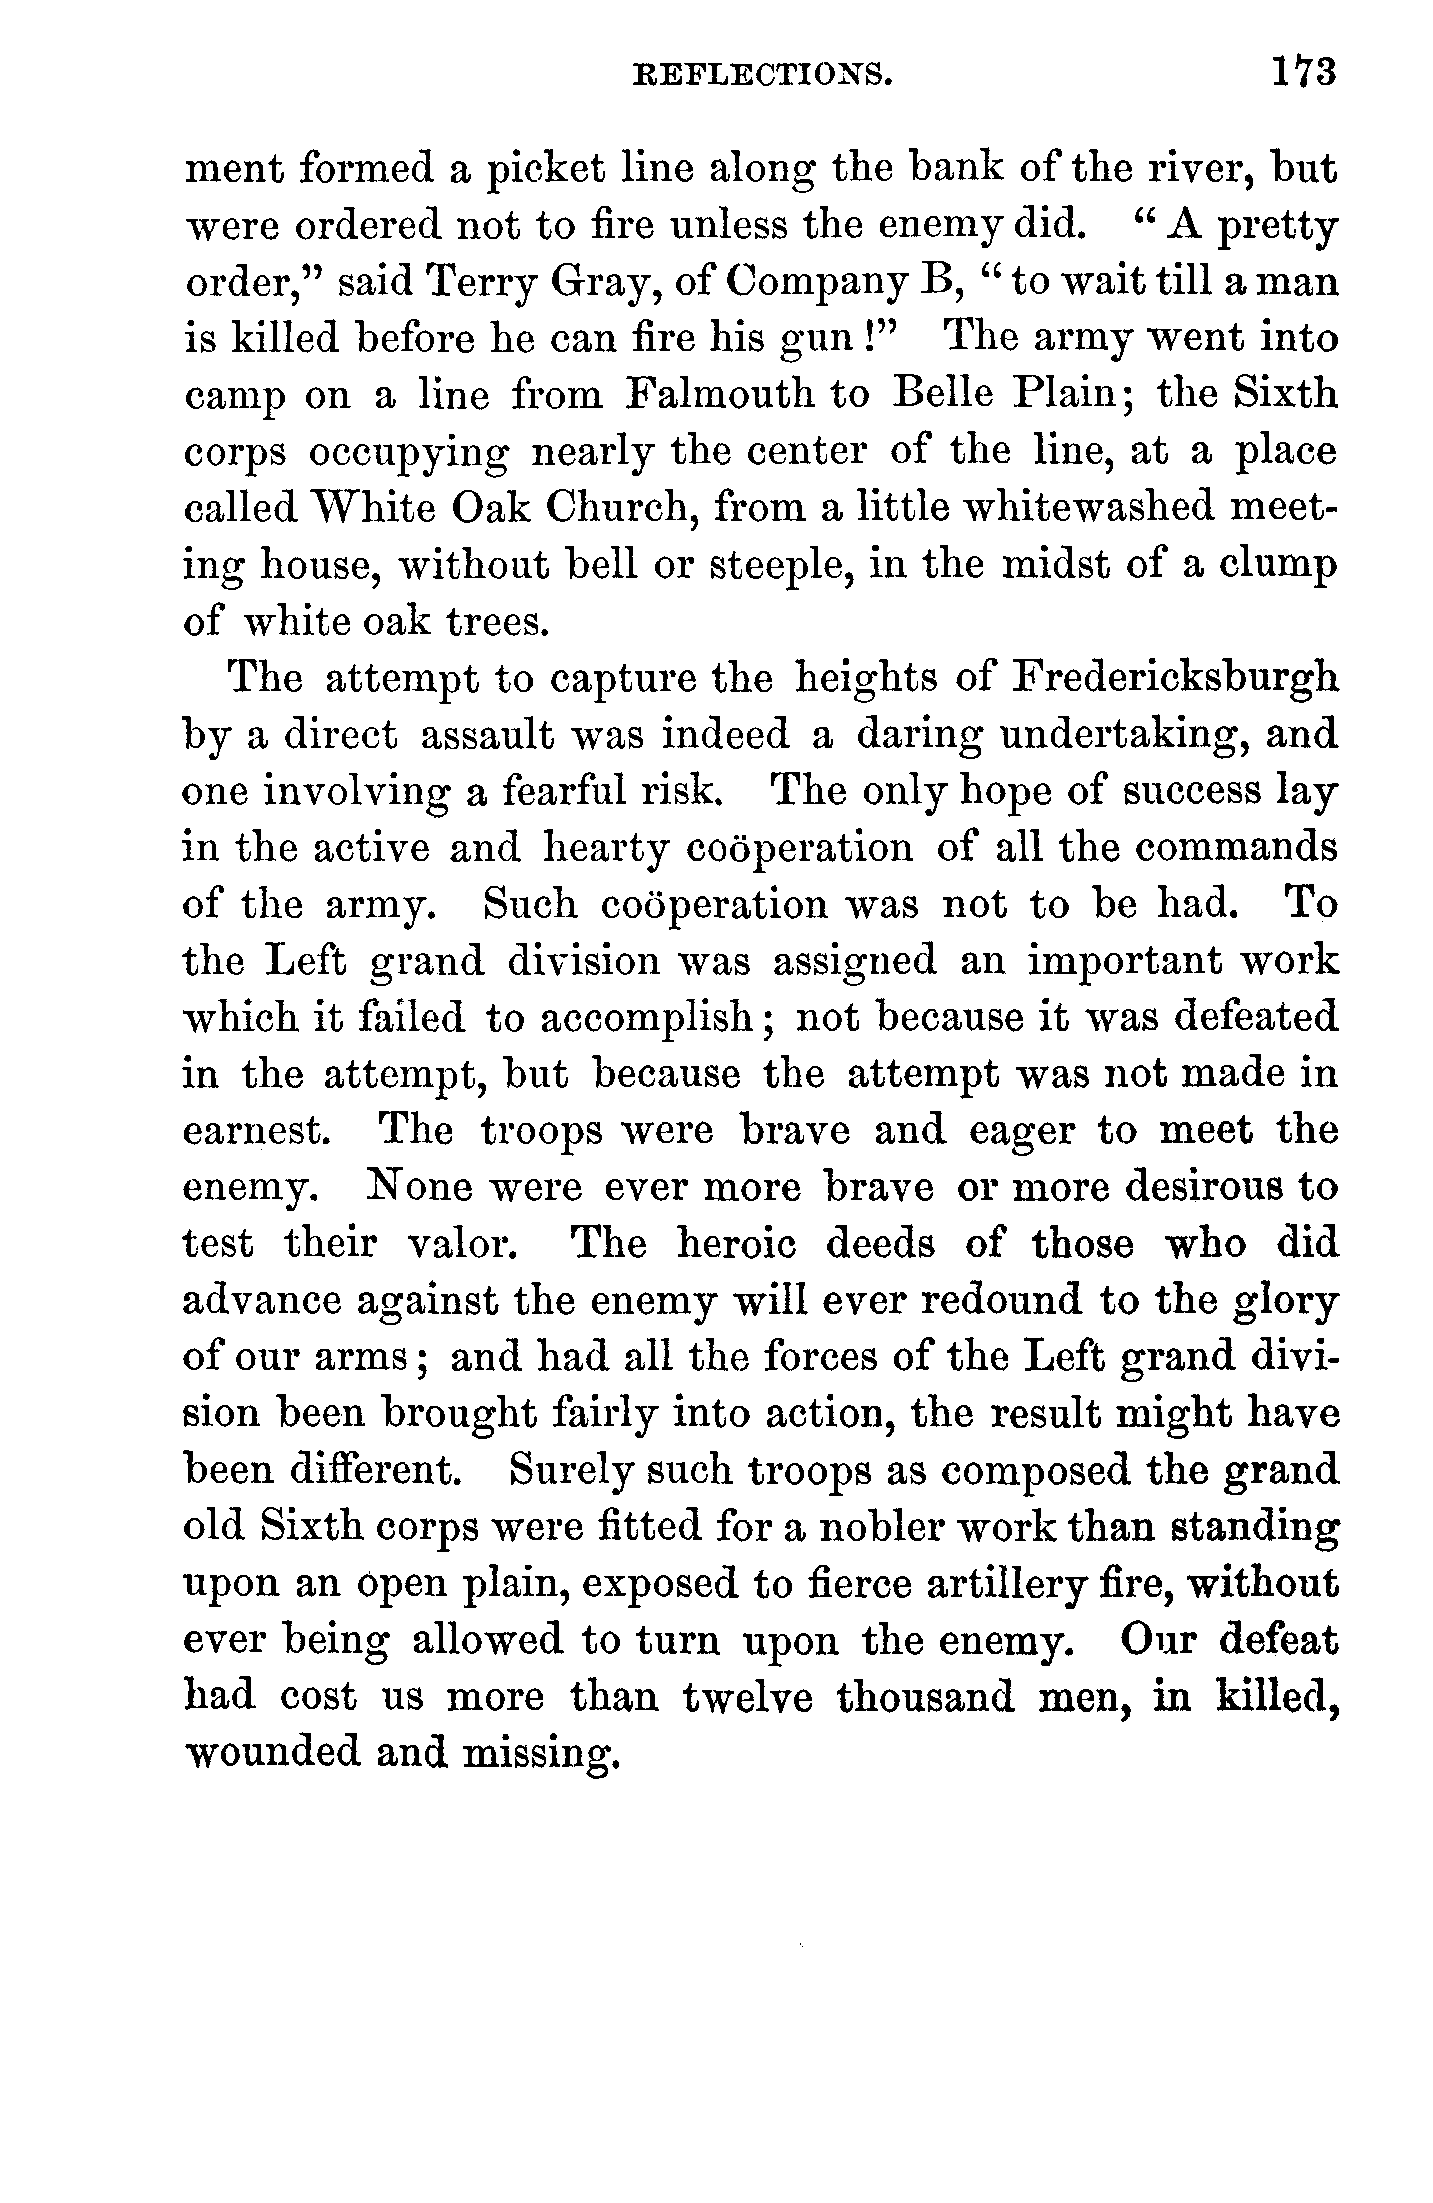 REFLECTIONS. 173
ment formed a picket line along the bank of the river, but
were ordered not to fire unless the enemy did. “ A pretty
order,” said Terry Gray, of Company B, “ to wait till a man
is killed before he can fire his gun !” The army went into
camp on a line from Falmouth to Belle Plain; the Sixth
corps occupying nearly the center of the line, at a place
called White Oak Church, from a little whitewashed meet-
ing house, without bell or steeple, in the midst of a clump
of white oak trees.
The attempt to capture the heights of Fredericksburgh
by a direct assault was indeed a daring undertaking, and
one involving a fearful risk. The only hope of success lay
in the active and hearty coöperation of all the commands
of the army. Such coöperation was not to be had. To
the Left grand division was assigned an important work
which it failed to accomplish; not because it was defeated
in the attempt, but because the attempt was not made in
earnest. The troops were brave and eager to meet the
enemy. None were ever more brave or more desirous to
test their valor. The heroic deeds of those who did
advance against the enemy will ever redound to the glory
of our arms; and had all the forces of the Left grand divi-
sion been brought fairly into action, the result might have
been different. Surely such troops as composed the grand
old Sixth corps were fitted for a nobler work than standing
upon an open plain, exposed to fierce artillery fire, without
ever being allowed to turn upon the enemy. Our defeat
had cost us more than twelve thousand men, in killed,
wounded and missing.